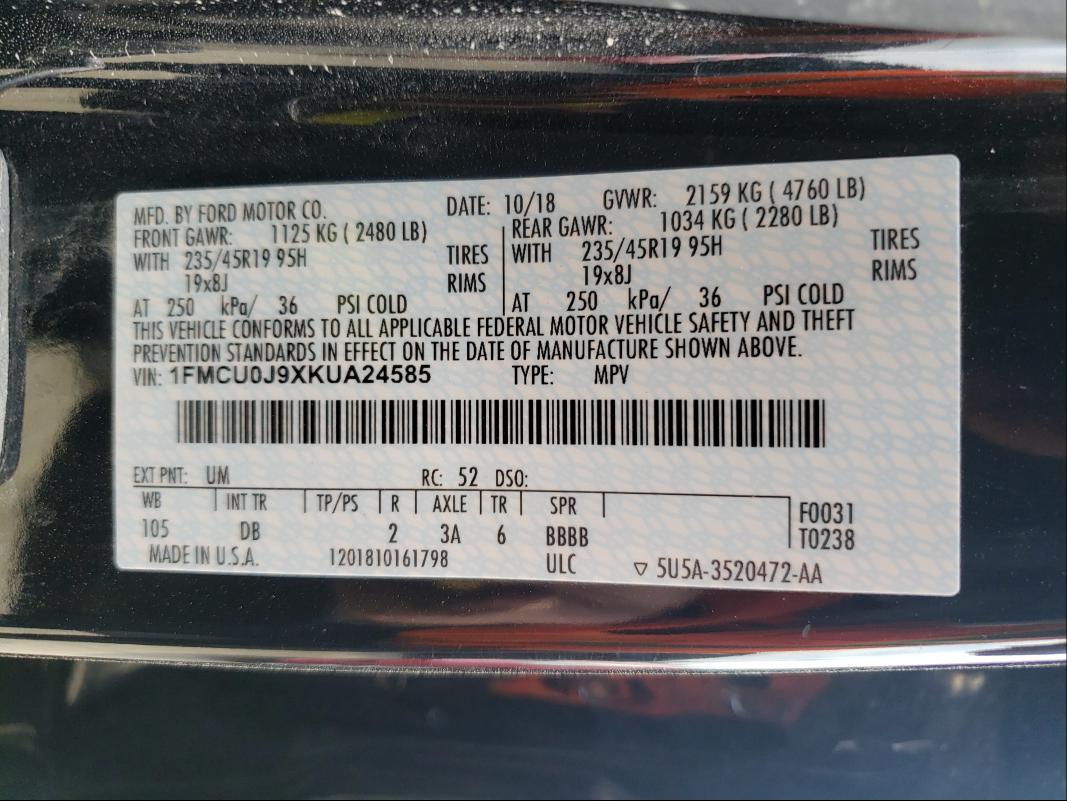 MFD. BY FORD MOTOR CO. DATE: 10/18 GVWR: 2159 KG ( 4760 LB)
FRONT GAWR: 1125 KG ( 2480 LB) REAR GAWR: 1034 KG ( 2280 LB)
WITH 235/45R19 95H TIRES WITH 235/45R19 95H TIRES
19x8J RIMS 19x8J RIMS
AT 250 kPa/ 36 PSI COLD AT 250 kPa/ 36 PSI COLD
THIS VEHICLE CONFORMS TO ALL APPLICABLE FEDERAL MOTOR VEHICLE SAFETY AND THEFT
PREVENTION STANDARDS IN EFFECT ON THE DATE OF MANUFACTURE SHOWN ABOVE.
VIN: 1FMCU0J9XKUA24585 TYPE: MPV
EXT PNT: UM RC: 52 DSO:
WB INT TR TP/PS R AXLE TR SPR F0031
105 DB 2 3A 6 BBBB T0238
MADE IN U.S.A. 1201810161798 ULC ▽ 5U5A-3520472-AA